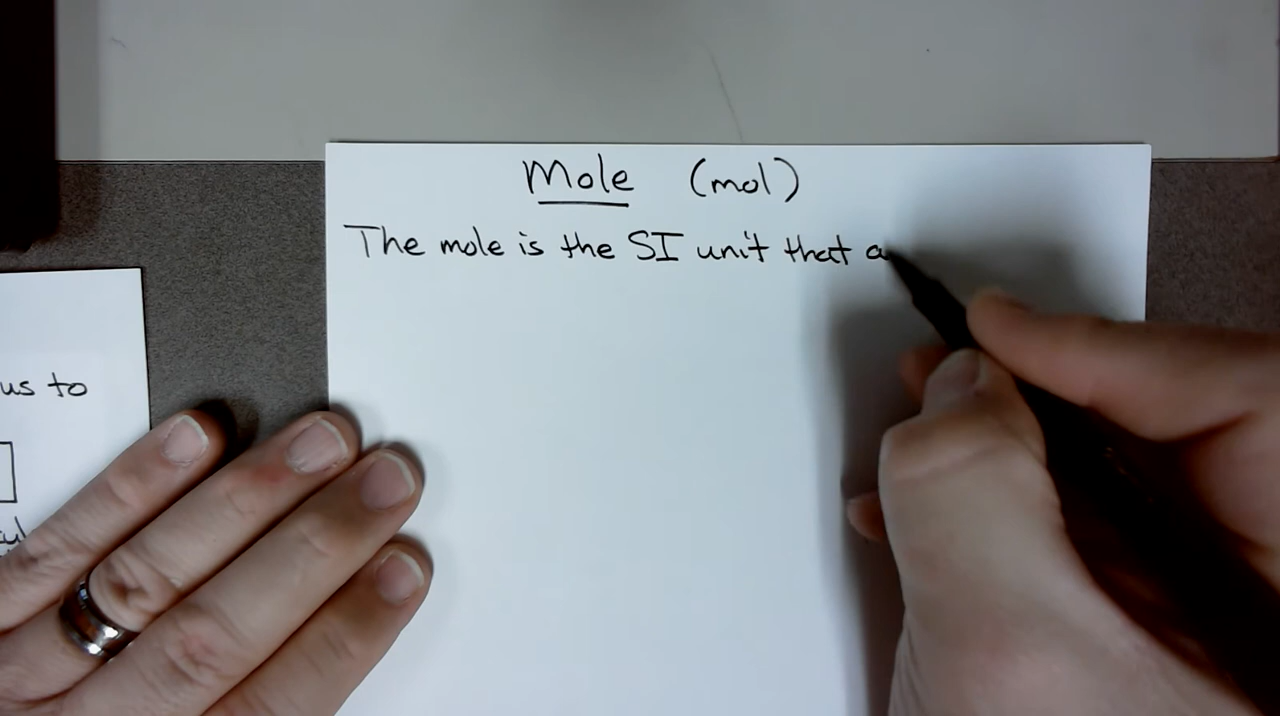 Mole (mol)
The mole is the SI unit that a
us to